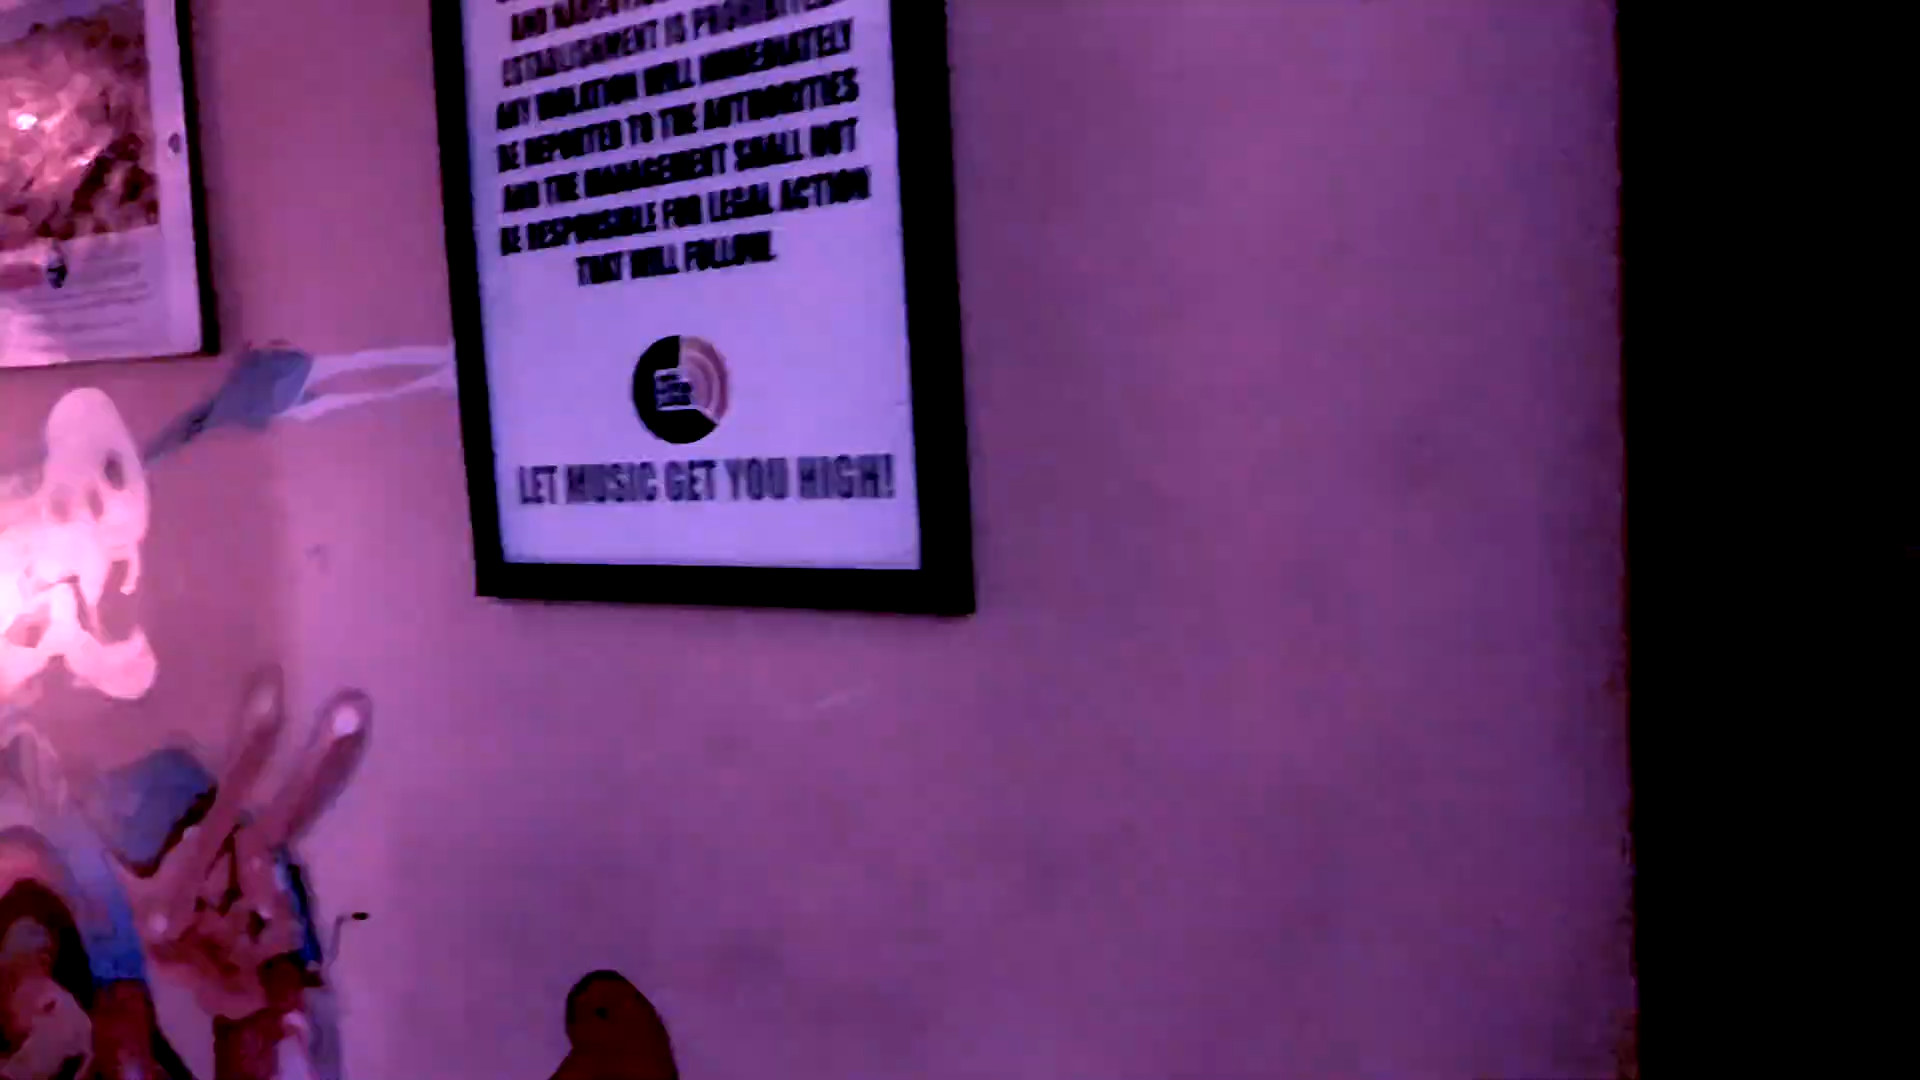 ESTABLISHMENT IS PROHIBITED
ANY VIOLATION WILL IMMEDIATELY
BE REPORTED TO THE AUTHORITIES
AND THE MANAGEMENT SHALL NOT
BE RESPONSIBLE FOR LEGAL ACTION
THAT WILL FOLLOW.
LET MUSIC GET YOU HIGH!